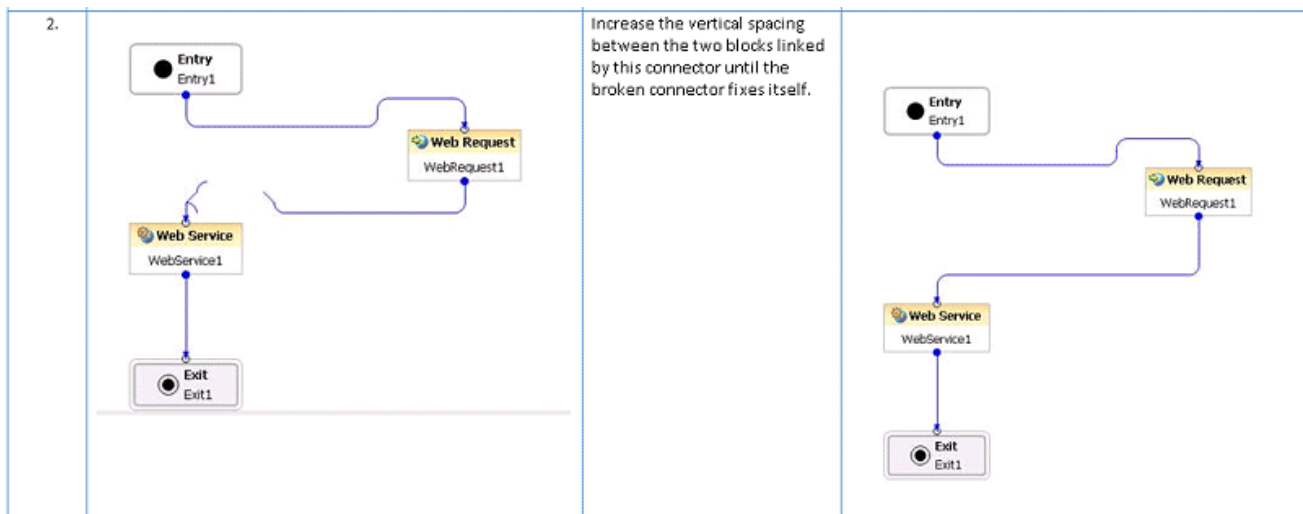 2.
Entry
Entry1
Web Request
WebRequest1
Web Service
WebService1
Exit
Exit1
Increase the vertical spacing
between the two blocks linked
by this connector until the
broken connector fixes itself.
Entry
Entry1
Web Request
WebRequest1
Web Service
WebService1
Exit
Exit1